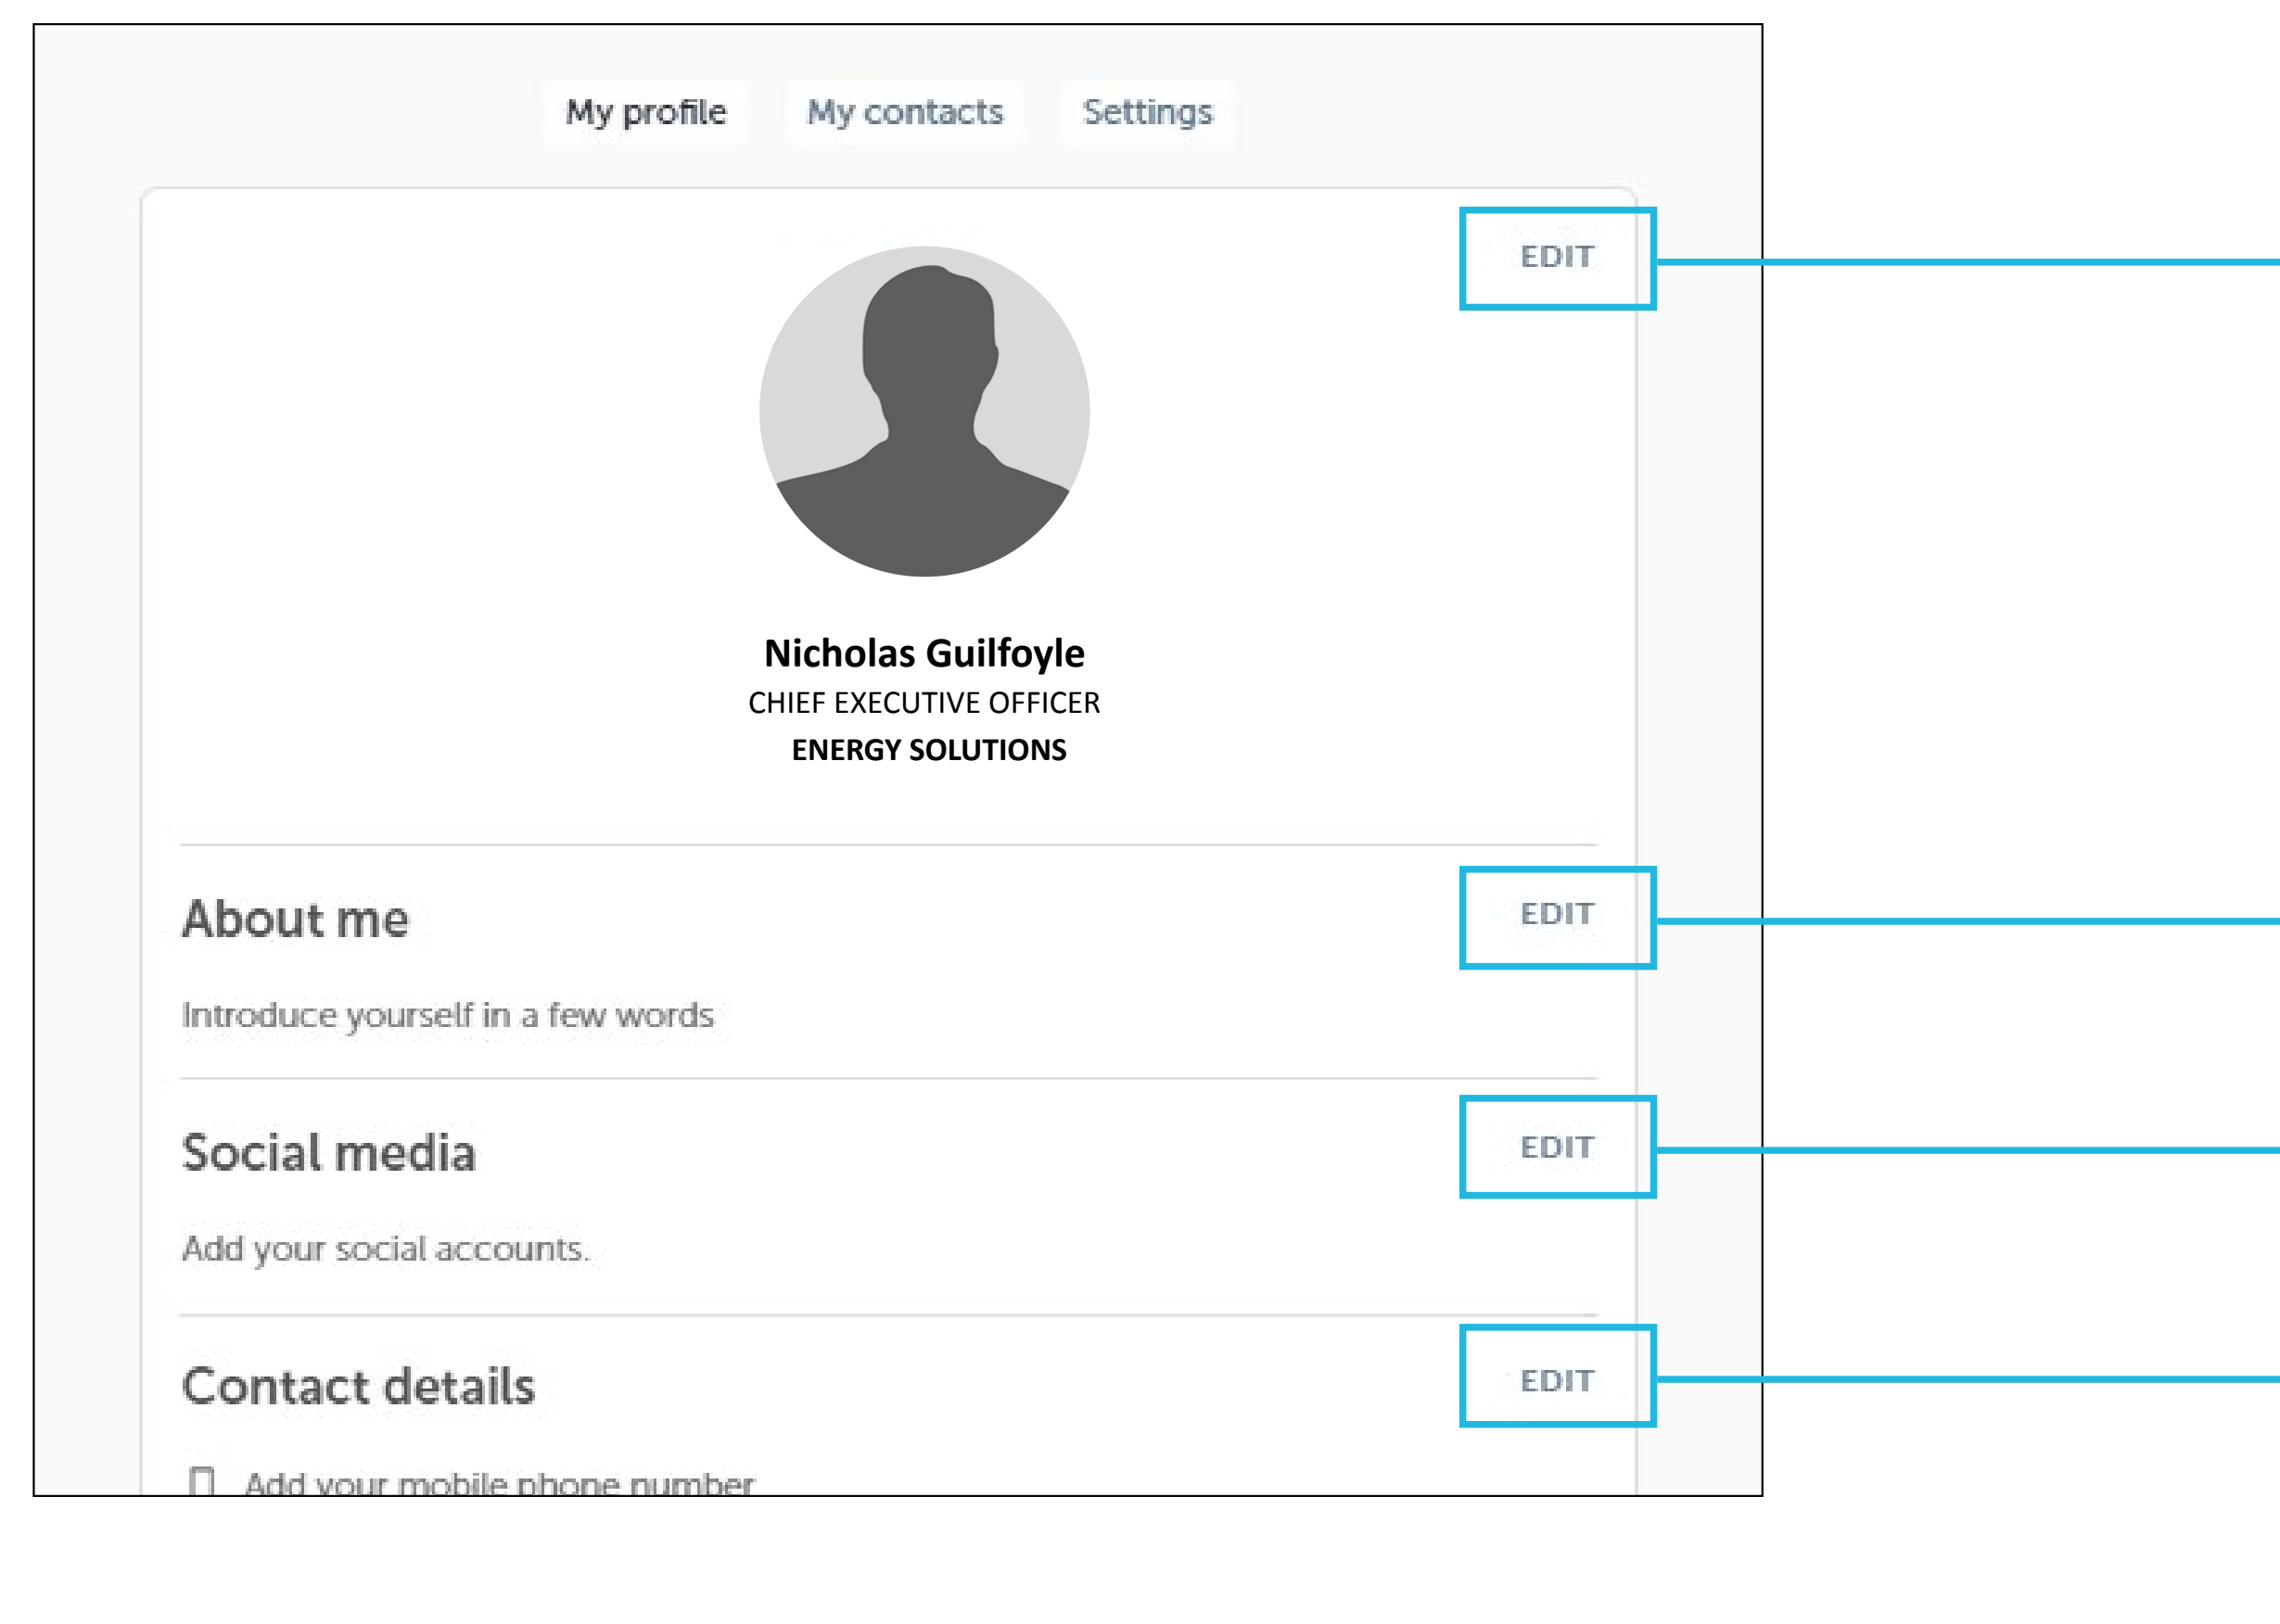 My profile My contacts Settings
EDIT
Nicholas Guilfoyle
CHIEF EXECUTIVE OFFICER
ENERGY SOLUTIONS
About me EDIT
Introduce yourself in a few words
Social media EDIT
Add your social accounts.
Contact details EDIT
Add your mobile phone number